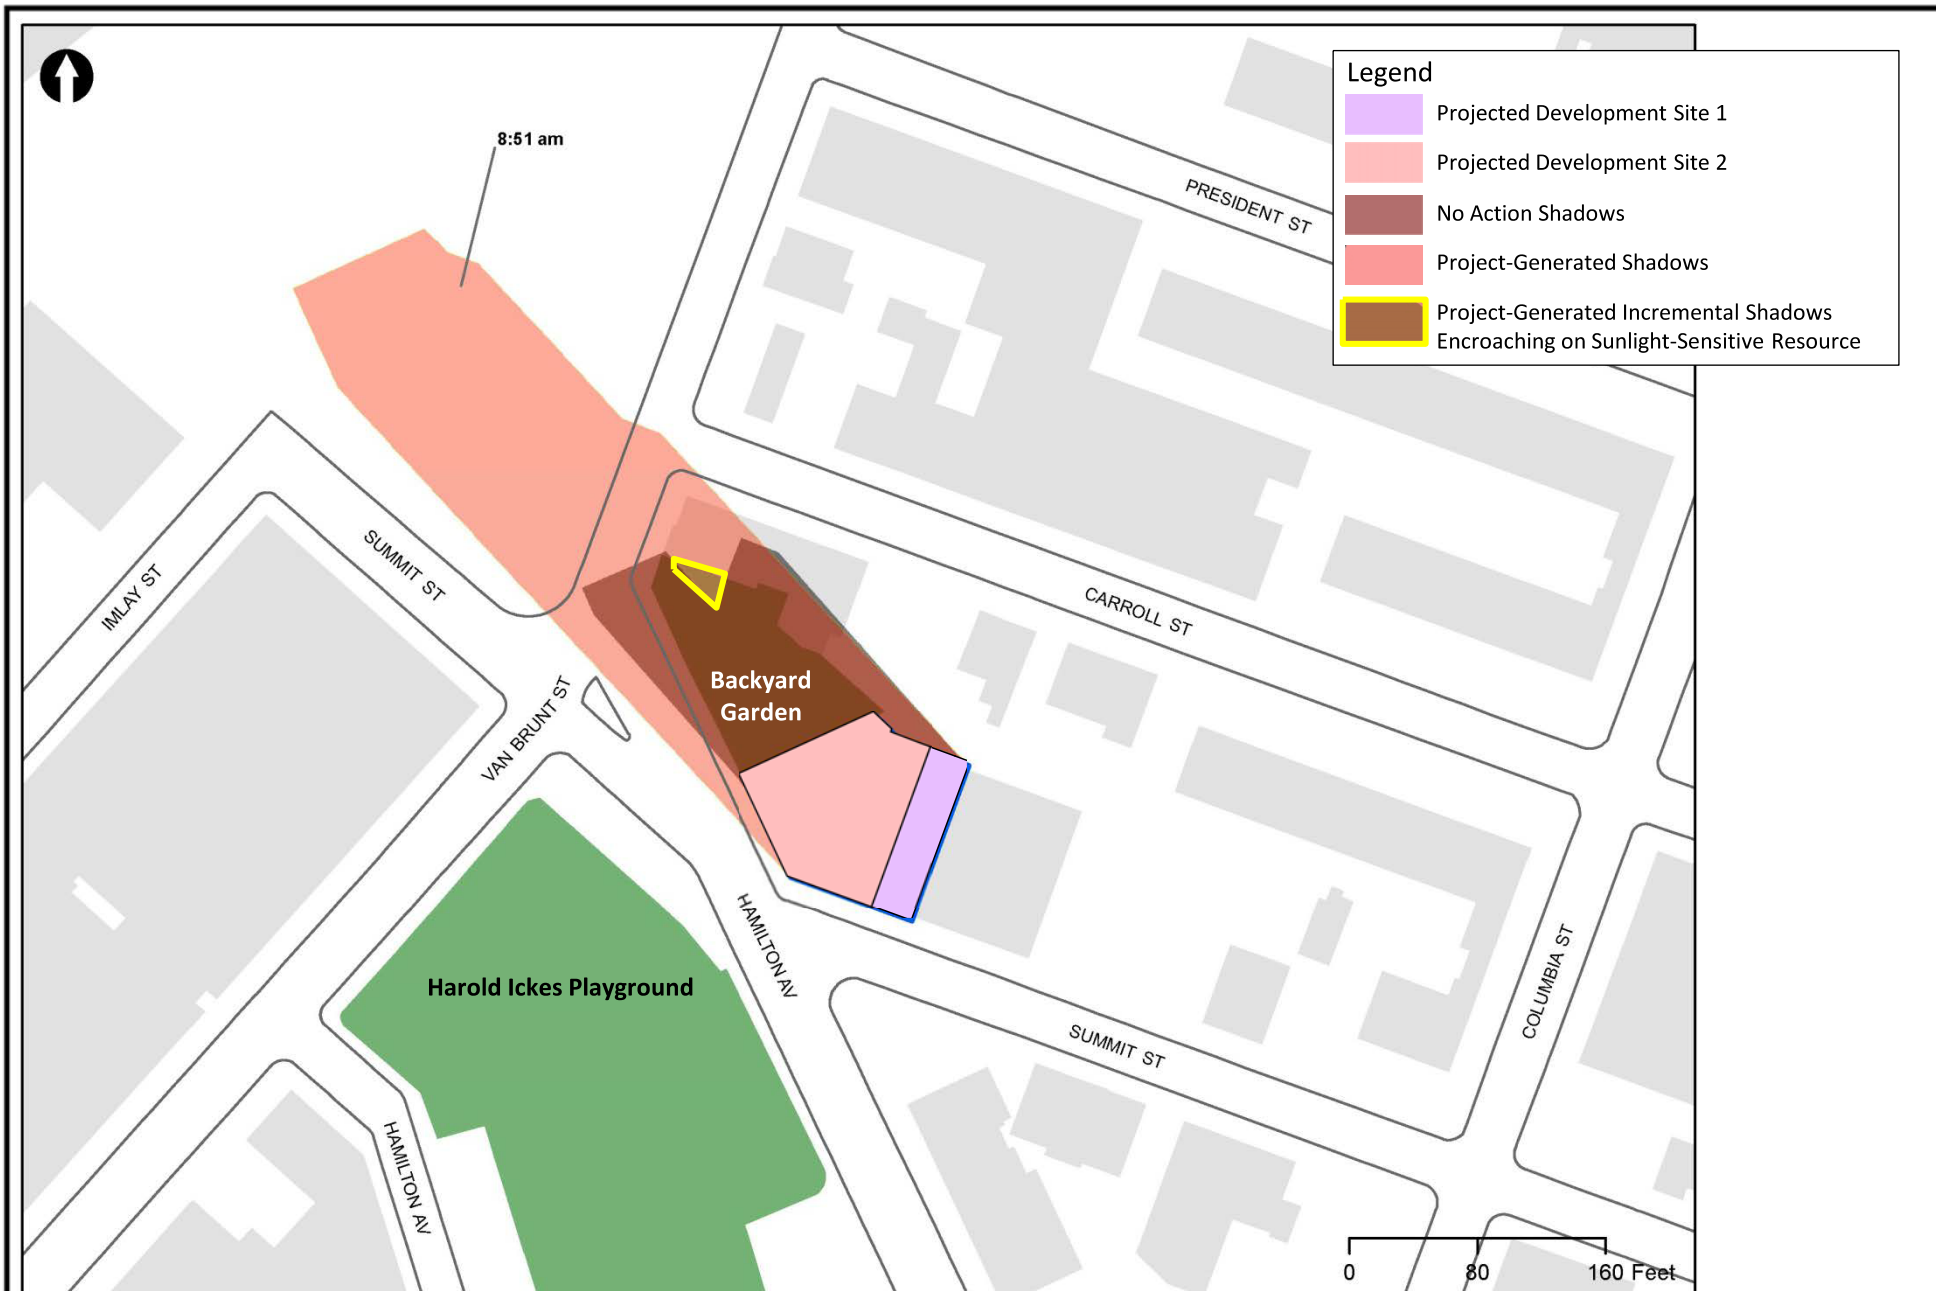 Legend
Projected Development Site 1
Projected Development Site 2
No Action Shadows
Project-Generated Shadows
Project-Generated Incremental Shadows
Encroaching on Sunlight-Sensitive Resource
8:51 am
PRESIDENT ST
SUMMIT ST
IMLAY ST
CARROLL ST
VAN BRUNT ST
Backyard
Garden
HAMILTON AV
Harold Ickes Playground
COLUMBIA ST
SUMMIT ST
HAMILTON AV
0 80 160 Feet